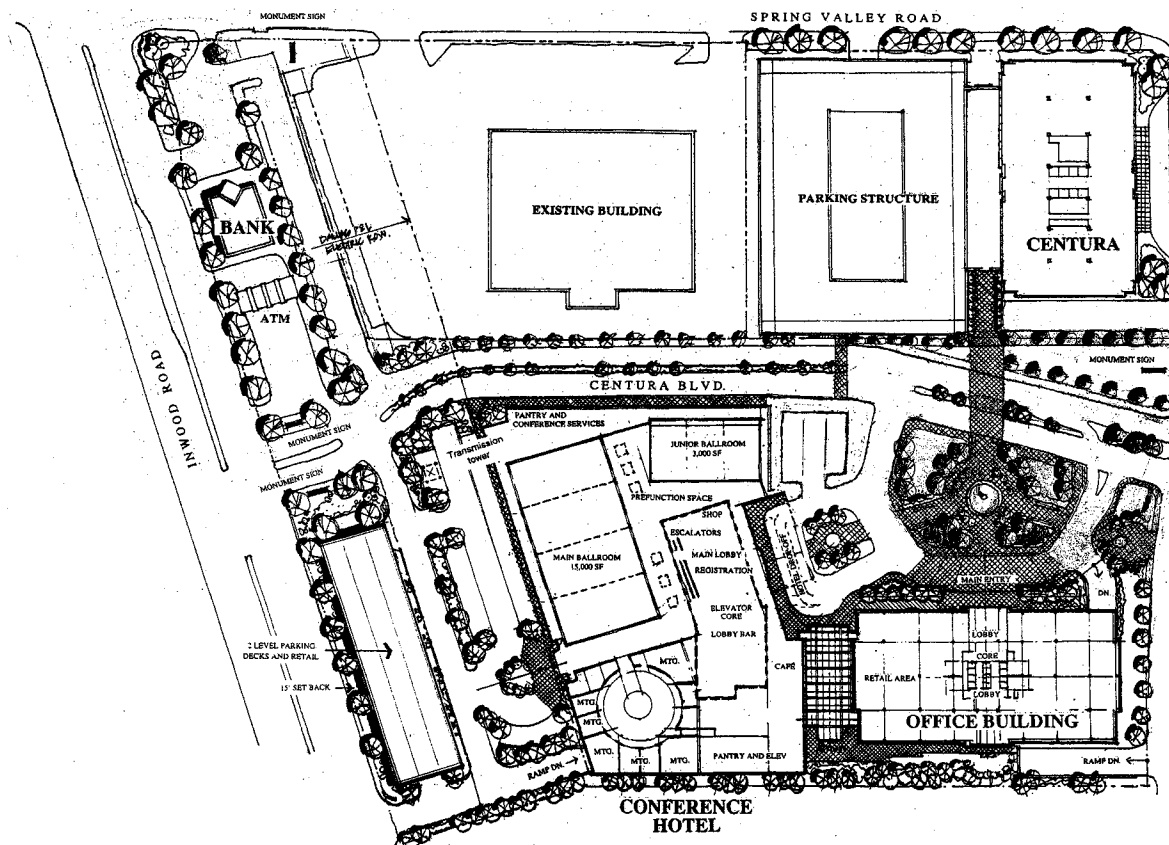 MONUMENT SIGN
SPRING VALLEY ROAD
BANK
EXISTING BUILDING
PARKING STRUCTURE
CENTURA
ATM
INWOOD ROAD
MONUMENT SIGN
CENTURA BLVD.
MONUMENT SIGN
MONUMENT SIGN
Transmission
tower
PANTRY AND
CONFERENCE SERVICES
JUNIOR BALLROOM
3,000 SF
PREFUNCTION SPACE
SHOP
ESCALATORS
MAIN LOBBY
REGISTRATION
MAIN BALLROOM
15,000 SF
ELEVATOR
CORE
LOBBY BAR
MAIN ENTRY
DN.
2 LEVEL PARKING
DECKS AND RETAIL
15' SET BACK
MTG.
CAFÉ
LOBBY
CORE
RETAIL AREA
LOBBY
OFFICE BUILDING
MTG.
MTG.
MTG.
MTG.
MTG.
PANTRY AND ELEV
RAMP DN.
RAMP DN.
CONFERENCE
HOTEL